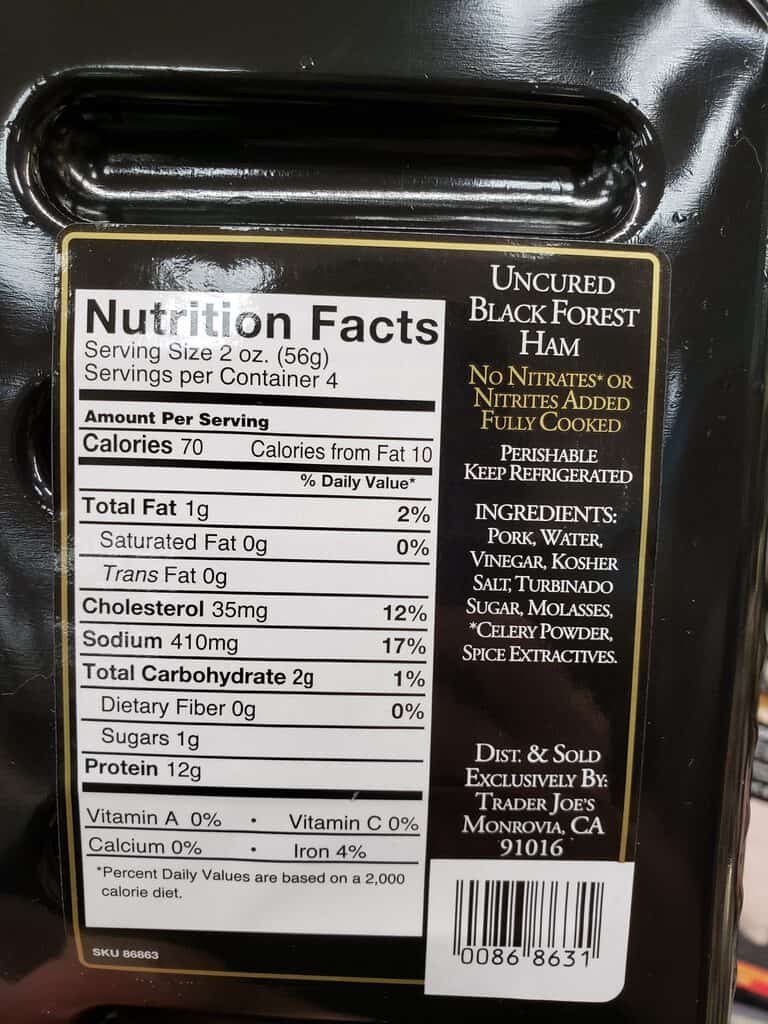 Nutrition Facts
Serving Size 2 oz. (56g)
Servings per Container 4
Amount Per Serving
Calories 70 Calories from Fat 10
% Daily Value*
Total Fat 1g 2%
Saturated Fat 0g 0%
Trans Fat 0g
Cholesterol 35mg 12%
Sodium 410mg 17%
Total Carbohydrate 2g 1%
Dietary Fiber 0g 0%
Sugars 1g
Protein 12g
Vitamin A 0% • Vitamin C 0%
Calcium 0% • Iron 4%
*Percent Daily Values are based on a 2,000
calorie diet.
SKU 86863
UNCURED
BLACK FOREST
HAM
NO NITRATES* OR
NITRITES ADDED
FULLY COOKED
PERISHABLE
KEEP REFRIGERATED
INGREDIENTS:
PORK, WATER,
VINEGAR, KOSHER
SALT, TURBINADO
SUGAR, MOLASSES,
*CELERY POWDER,
SPICE EXTRACTIVES.
DIST. & SOLD
EXCLUSIVELY BY:
TRADER JOE'S
MONROVIA, CA
91016
0086 8631